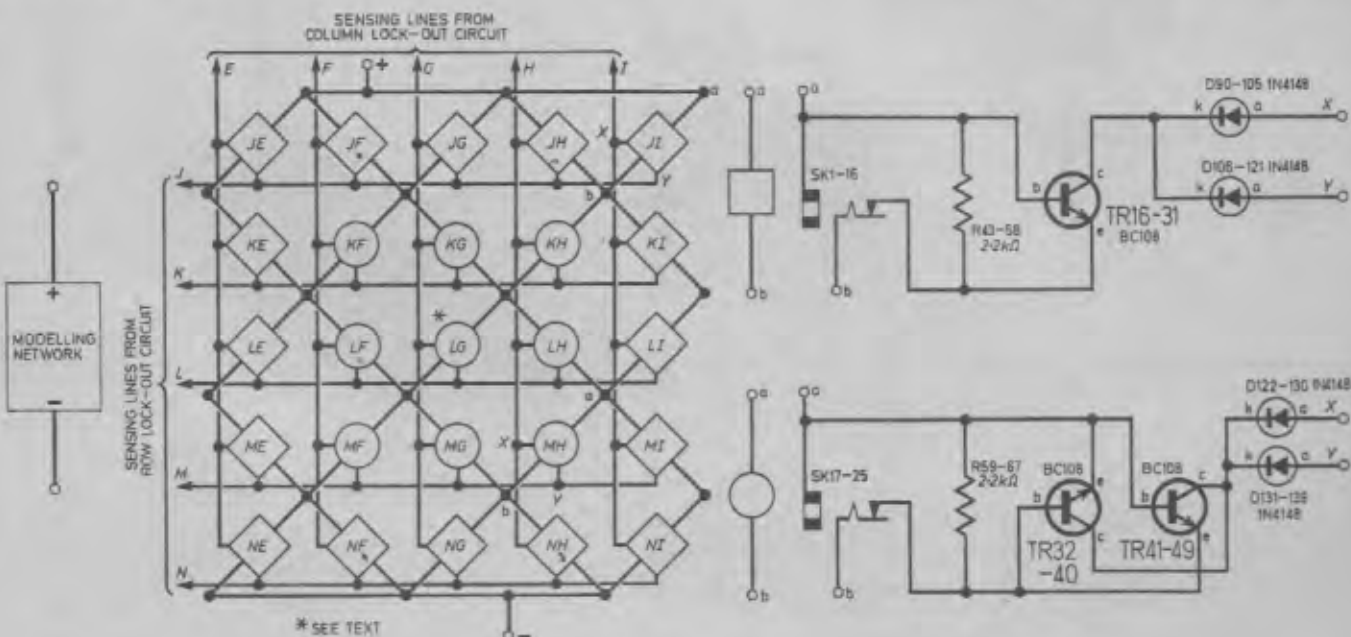 SENSING LINES FROM
COLUMN LOCK-OUT CIRCUIT
E F G H I
+
a
JE JF* JG JH JI
X
Y
J
b
KE KF KG KH KI
K
*
LE LF LG LH LI
L
a
ME MF MG MH MI
X
Y
M
b
NE NF NG NH NI
N
-
* SEE TEXT
SENSING LINES FROM
ROW LOCK-OUT CIRCUIT
+
MODELLING
NETWORK
-
a
b
a
SK1-16
b
R43-58
2·2kΩ
b c e
TR16-31
BC108
D90-105 1N4148
k a X
D106-121 1N4148
k a Y
a
b
a
SK17-25
b
R59-67
2·2kΩ
BC108
b e c
TR32
-40
BC108
b c e
TR41-49
D122-130 1N4148
k a X
k a Y
D131-139
1N4148